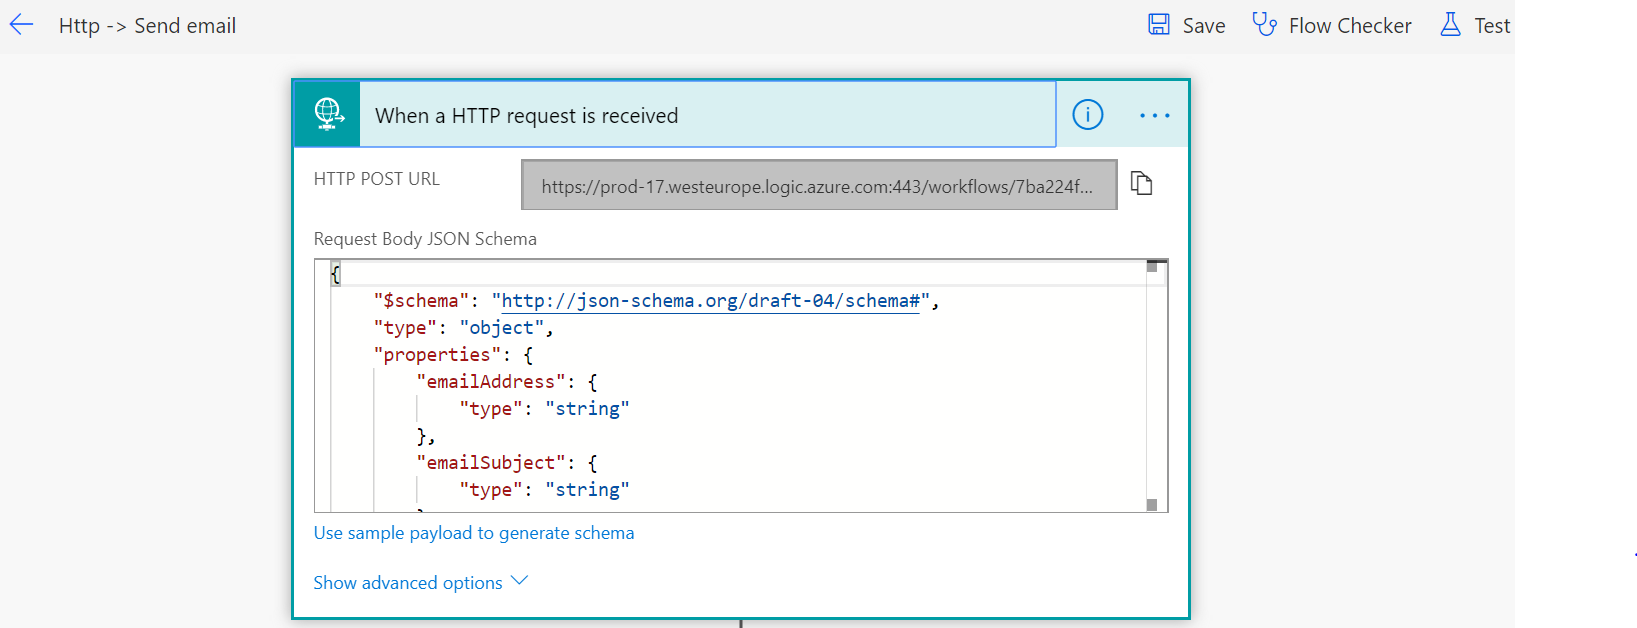 Http -> Send email
Save
Flow Checker
Test
When a HTTP request is received
HTTP POST URL
https://prod-17.westeurope.logic.azure.com:443/workflows/7ba224f...
Request Body JSON Schema
{
"$schema": "http://json-schema.org/draft-04/schema#",
"type": "object",
"properties": {
"emailAddress": {
"type": "string"
},
"emailSubject": {
"type": "string"
Use sample payload to generate schema
Show advanced options